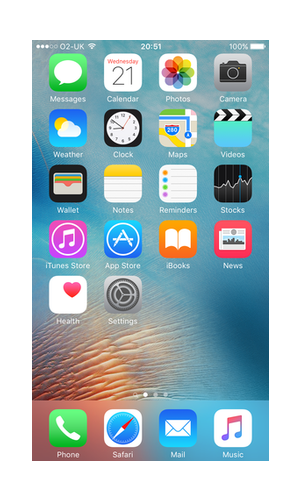 O2-UK 20:51 100%
Wednesday
21
Messages Calendar Photos Camera
280
Weather Clock Maps Videos
Wallet Notes Reminders Stocks
iTunes Store App Store iBooks News
Health Settings
Phone Safari Mail Music